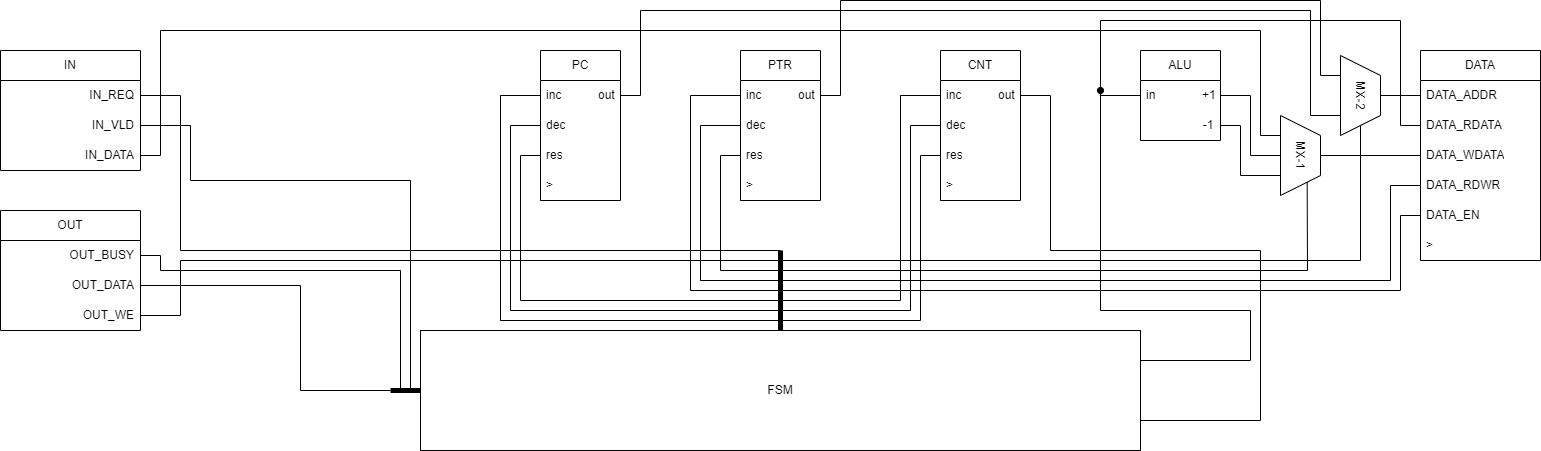 IN
IN_REQ
IN_VLD
IN_DATA
OUT
OUT_BUSY
OUT_DATA
OUT_WE
PC
inc
out
dec
res
>
PTR
inc
out
dec
res
>
CNT
inc
out
dec
res
>
ALU
in
+1
-1
MX-1
MX-2
DATA
DATA_ADDR
DATA_RDATA
DATA_WDATA
DATA_RDWR
DATA_EN
>
FSM